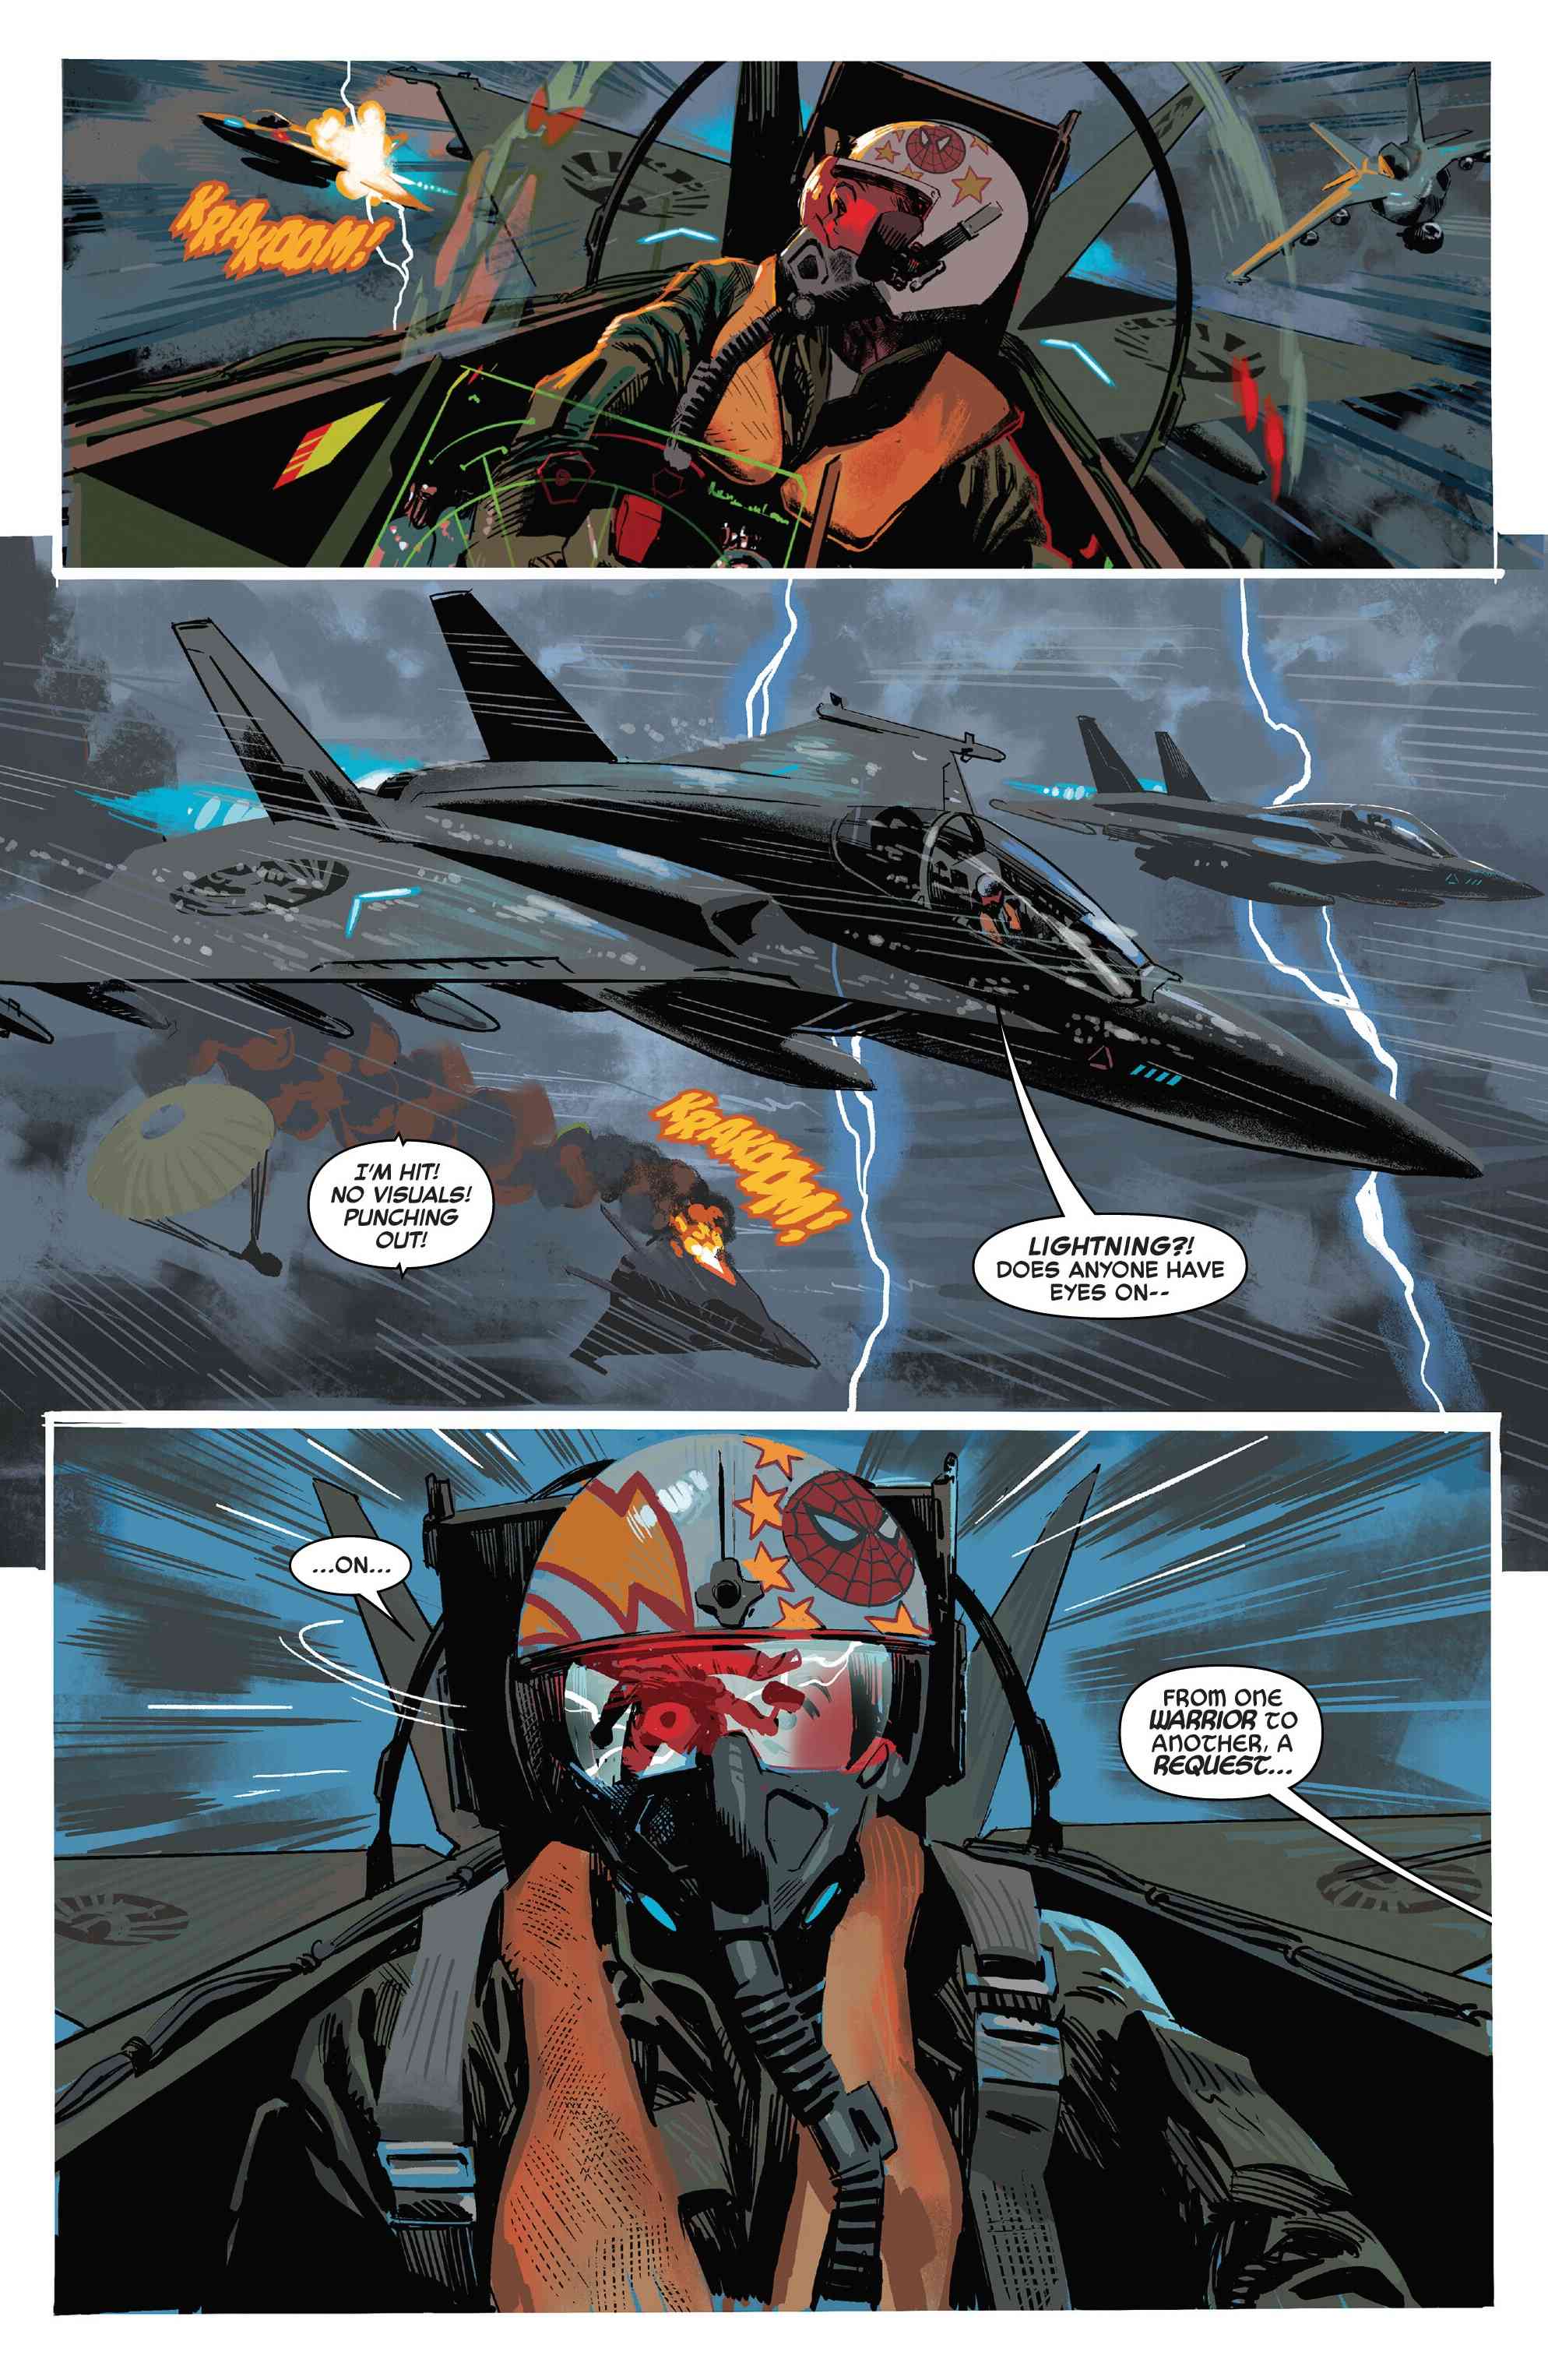 KRAKOOM!
I'M HIT!
NO VISUALS!
PUNCHING
OUT!
KRAKOOM!
LIGHTNING?!
DOES ANYONE HAVE
EYES ON--
...ON...
FROM ONE
WARRIOR TO
ANOTHER, A
REQUEST...